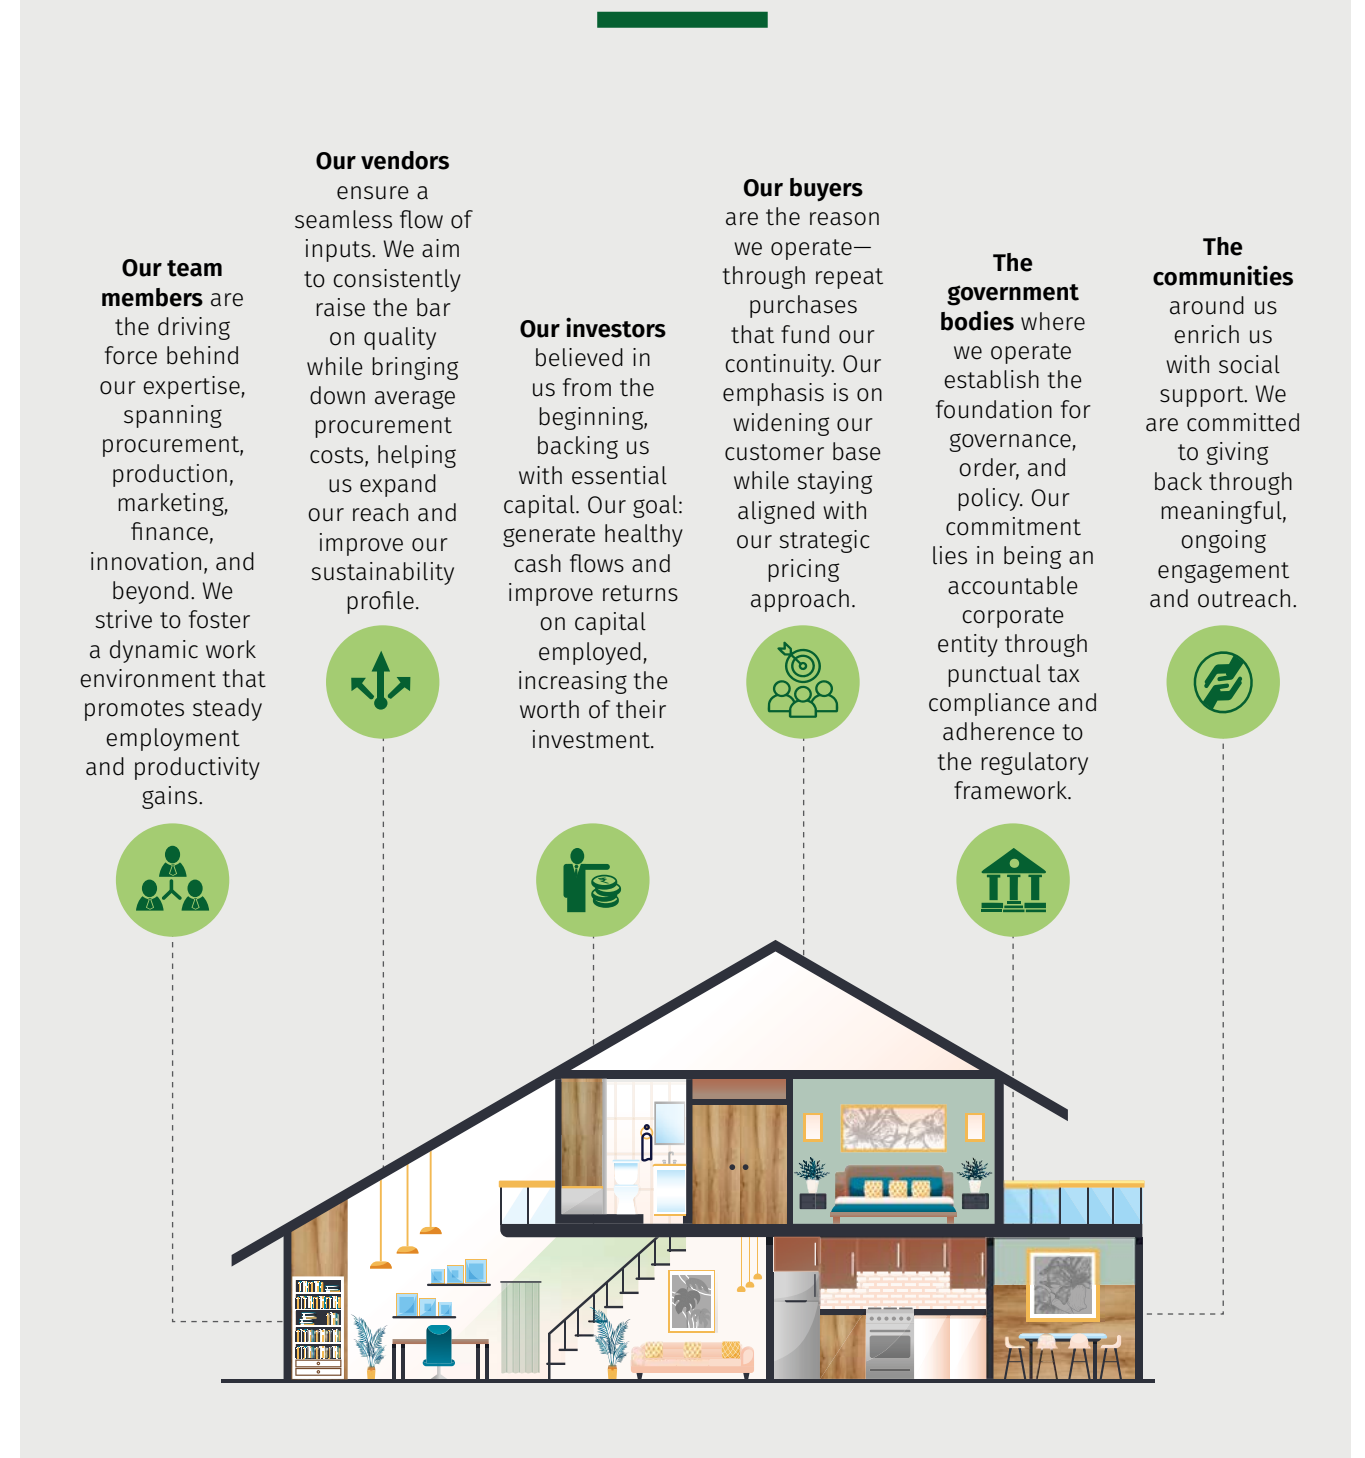 Our team
members are
the driving
force behind
our expertise,
spanning
procurement,
production,
marketing,
finance,
innovation, and
beyond. We
strive to foster
a dynamic work
environment that
promotes steady
employment
and productivity
gains.
Our vendors
ensure a
seamless flow of
inputs. We aim
to consistently
raise the bar
on quality
while bringing
down average
procurement
costs, helping
us expand
our reach and
improve our
sustainability
profile.
Our investors
believed in
us from the
beginning,
backing us
with essential
capital. Our goal:
generate healthy
cash flows and
improve returns
on capital
employed,
increasing the
worth of their
investment.
Our buyers
are the reason
we operate—
through repeat
purchases
that fund our
continuity. Our
emphasis is on
widening our
customer base
while staying
aligned with
our strategic
pricing
approach.
The
government
bodies where
we operate
establish the
foundation for
governance,
order, and
policy. Our
commitment
lies in being an
accountable
corporate
entity through
punctual tax
compliance and
adherence to
the regulatory
framework.
The
communities
around us
enrich us
with social
support. We
are committed
to giving
back through
meaningful,
ongoing
engagement
and outreach.